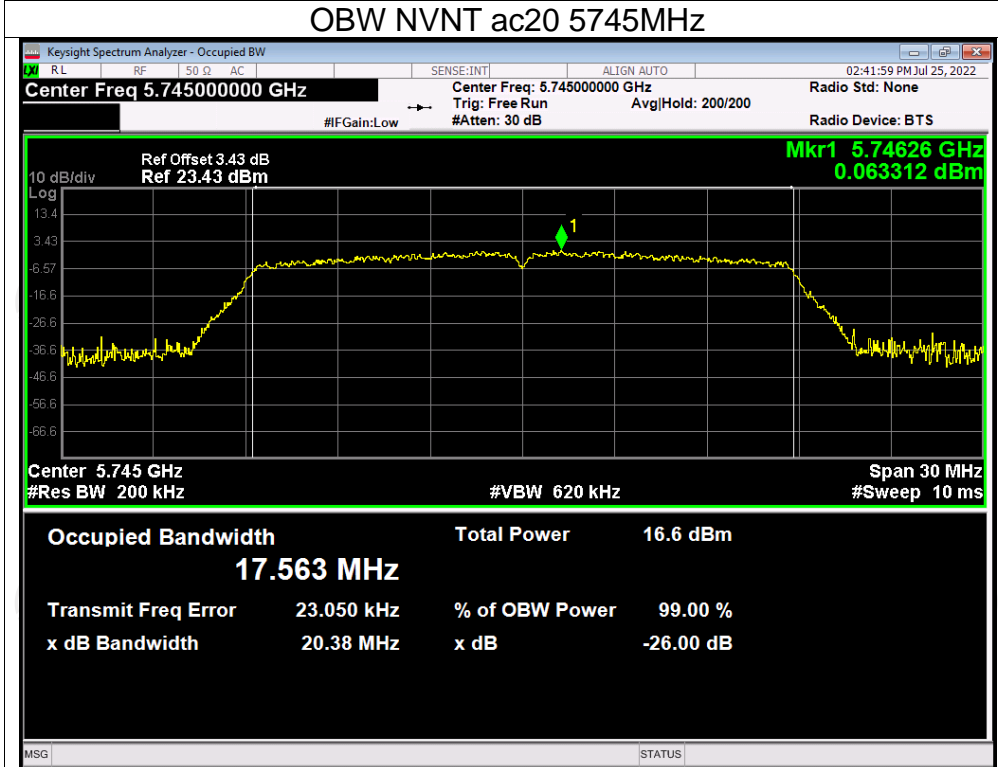 OBW NVNT ac20 5745MHz
Keysight Spectrum Analyzer - Occupied BW
LXI RL RF 50 Ω AC SENSE:INT ALIGN AUTO 02:41:59 PM Jul 25, 2022
Center Freq 5.745000000 GHz Center Freq: 5.745000000 GHz Radio Std: None
Trig: Free Run Avg|Hold: 200/200
#IFGain:Low #Atten: 30 dB Radio Device: BTS
Mkr1 5.74626 GHz
Ref Offset 3.43 dB
10 dB/div Ref 23.43 dBm 0.063312 dBm
Log
13.4
1
3.43
-6.57
-16.6
-26.6
-36.6
-46.6
-56.6
-66.6
Center 5.745 GHz Span 30 MHz
#Res BW 200 kHz #VBW 620 kHz #Sweep 10 ms
Occupied Bandwidth Total Power 16.6 dBm
17.563 MHz
Transmit Freq Error 23.050 kHz % of OBW Power 99.00 %
x dB Bandwidth 20.38 MHz x dB -26.00 dB
MSG STATUS